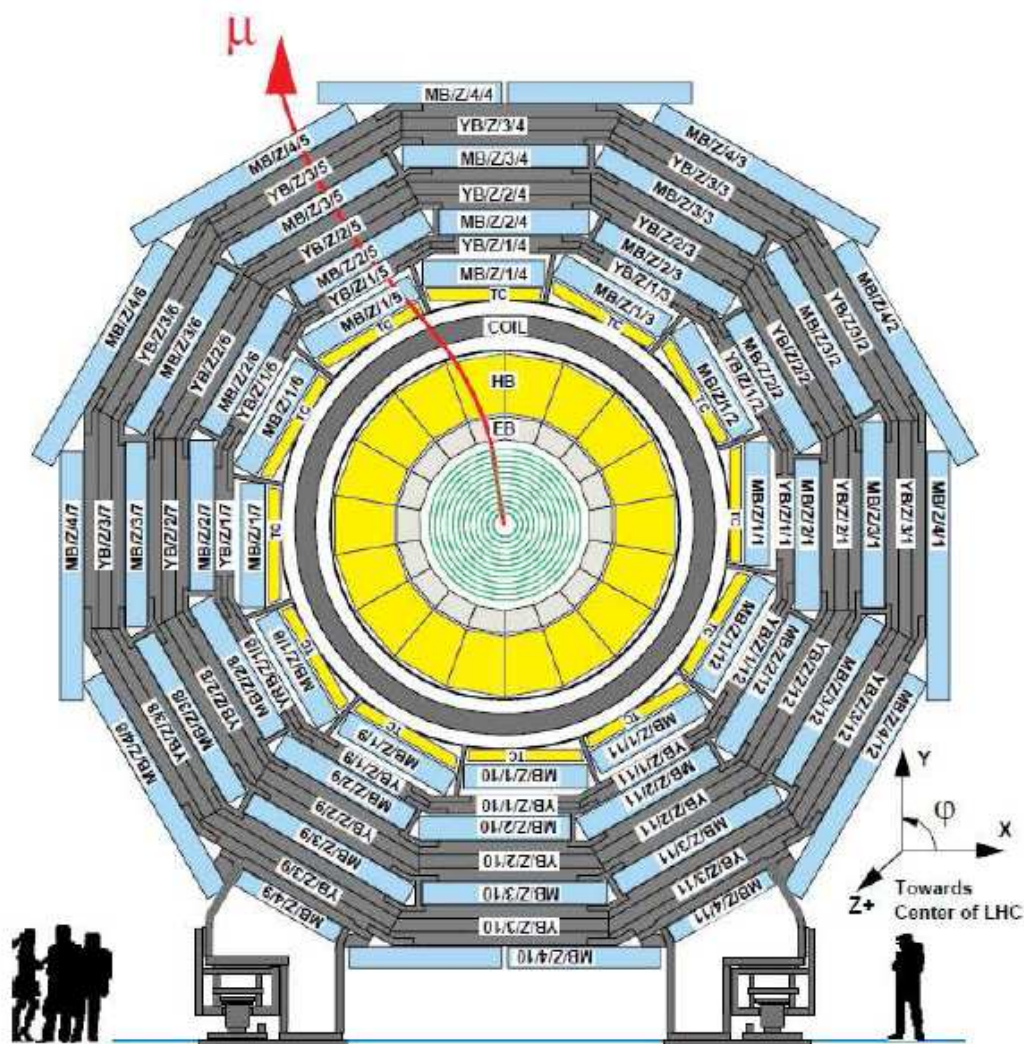 μ
MB/Z/4/4
YB/Z/3/4
MB/Z/3/4
YB/Z/2/4
MB/Z/2/4
YB/Z/1/4
MB/Z/1/4
TC
COIL
HB
EB
MB/Z/4/5
YB/Z/3/5
MB/Z/3/5
YB/Z/2/5
MB/Z/2/5
YB/Z/1/5
MB/Z/1/5
TC
MB/Z/4/3
YB/Z/3/3
MB/Z/3/3
YB/Z/2/3
MB/Z/2/3
YB/Z/1/3
MB/Z/1/3
TC
MB/Z/4/6
YB/Z/3/6
MB/Z/3/6
YB/Z/2/6
MB/Z/2/6
YB/Z/1/6
MB/Z/1/6
TC
MB/Z/4/2
YB/Z/3/2
MB/Z/3/2
YB/Z/2/2
MB/Z/2/2
YB/Z/1/2
MB/Z/1/2
TC
MB/Z/4/7
YB/Z/3/7
MB/Z/3/7
YB/Z/2/7
MB/Z/2/7
YB/Z/1/7
MB/Z/1/7
TC
TC
MB/Z/1/1
YB/Z/1/1
MB/Z/2/1
YB/Z/2/1
MB/Z/3/1
YB/Z/3/1
MB/Z/4/1
MB/Z/4/8
YB/Z/3/8
MB/Z/3/8
YB/Z/2/8
MB/Z/2/8
YRB/Z/1/8
MB/Z/1/8
TC
TC
MB/Z/1/12
YB/Z/1/12
MB/Z/2/12
YB/Z/2/12
MB/Z/3/12
YB/Z/3/12
MB/Z/4/12
TC
MB/Z/1/9
YB/Z/1/9
MB/Z/2/9
YB/Z/2/9
MB/Z/3/9
YB/Z/3/9
MB/Z/4/9
TC
MB/Z/1/10
YB/Z/1/10
MB/Z/2/10
YB/Z/2/10
MB/Z/3/10
YB/Z/3/10
MB/Z/4/10
TC
MB/Z/1/11
YB/Z/1/11
MB/Z/2/11
YB/Z/2/11
MB/Z/3/11
YB/Z/3/11
MB/Z/4/11
Y
φ
X
Z+
Towards
Center of LHC